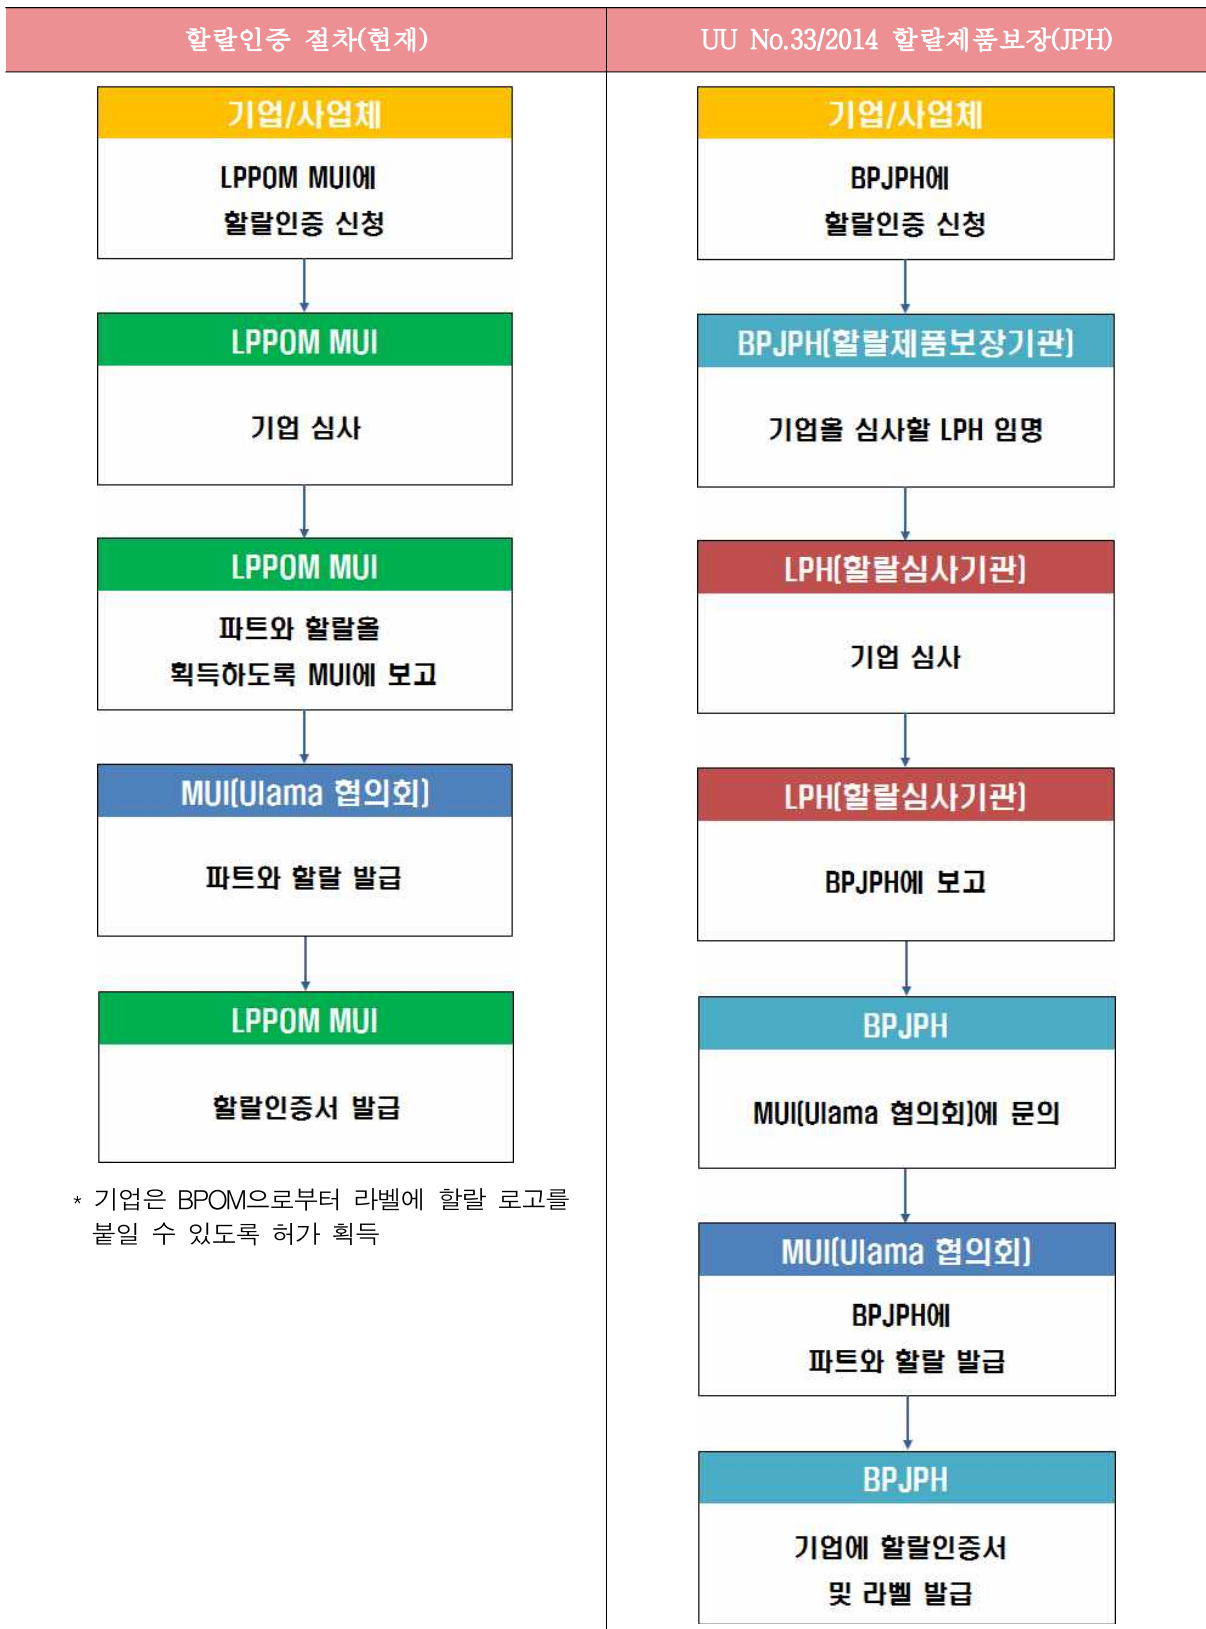 할랄인증 절차(현재)
기업/사업체
LPPOM MUI에
할랄인증 신청
LPPOM MUI
기업 심사
LPPOM MUI
파트와 할랄을
획득하도록 MUI에 보고
MUI(Ulama 협의회)
파트와 할랄 발급
LPPOM MUI
할랄인증서 발급
* 기업은 BPOM으로부터 라벨에 할랄 로고를
붙일 수 있도록 허가 획득
UU No.33/2014 할랄제품보장(JPH)
기업/사업체
BPJPH에
할랄인증 신청
BPJPH(할랄제품보장기관)
기업을 심사할 LPH 임명
LPH(할랄심사기관)
기업 심사
LPH(할랄심사기관)
BPJPH에 보고
BPJPH
MUI(Ulama 협의회)에 문의
MUI(Ulama 협의회)
BPJPH에
파트와 할랄 발급
BPJPH
기업에 할랄인증서
및 라벨 발급